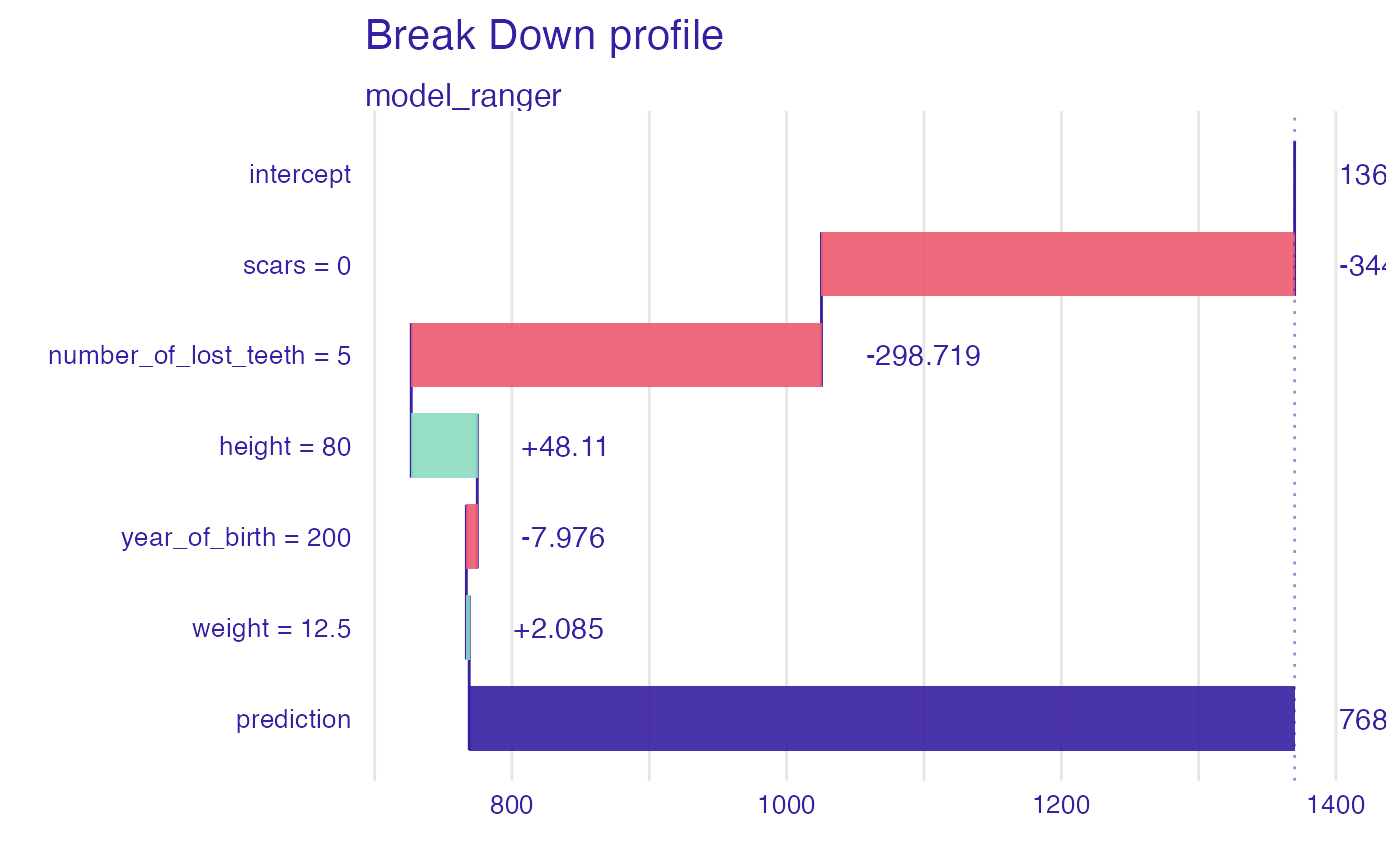 Break Down profile
model_ranger
intercept 136
scars = 0 -344
number_of_lost_teeth = 5 -298.719
height = 80 +48.11
year_of_birth = 200 -7.976
weight = 12.5 +2.085
prediction 768
800 1000 1200 1400